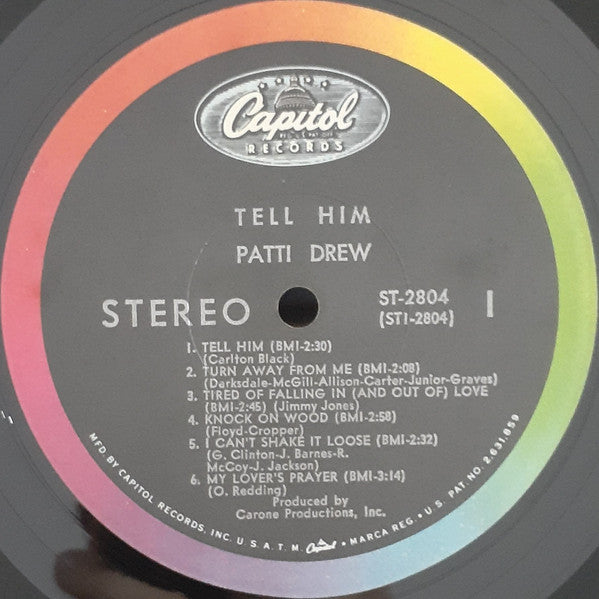 Capitol
RECORDS
TELL HIM
PATTI DREW
STEREO
ST-2804
(ST1-2804)
1
1. TELL HIM (BMI-2:30)
(Carlton Black)
2. TURN AWAY FROM ME (BMI-2:08)
(Darksdale-McGill-Allison-Carter-Junior-Graves)
3. TIRED OF FALLING IN (AND OUT OF) LOVE
(BMI-2:45) (Jimmy Jones)
4. KNOCK ON WOOD (BMI-2:58)
(Floyd-Cropper)
5. I CAN'T SHAKE IT LOOSE (BMI-2:32)
(G. Clinton-J. Barnes-R.
McCoy-J. Jackson)
6. MY LOVER'S PRAYER (BMI-3:14)
(O. Redding)
Produced by
Carone Productions, Inc.
MFD. BY CAPITOL RECORDS, INC. U.S.A. T.M. Capitol • MARCA REG. • U.S. PAT. NO. 2,631,859